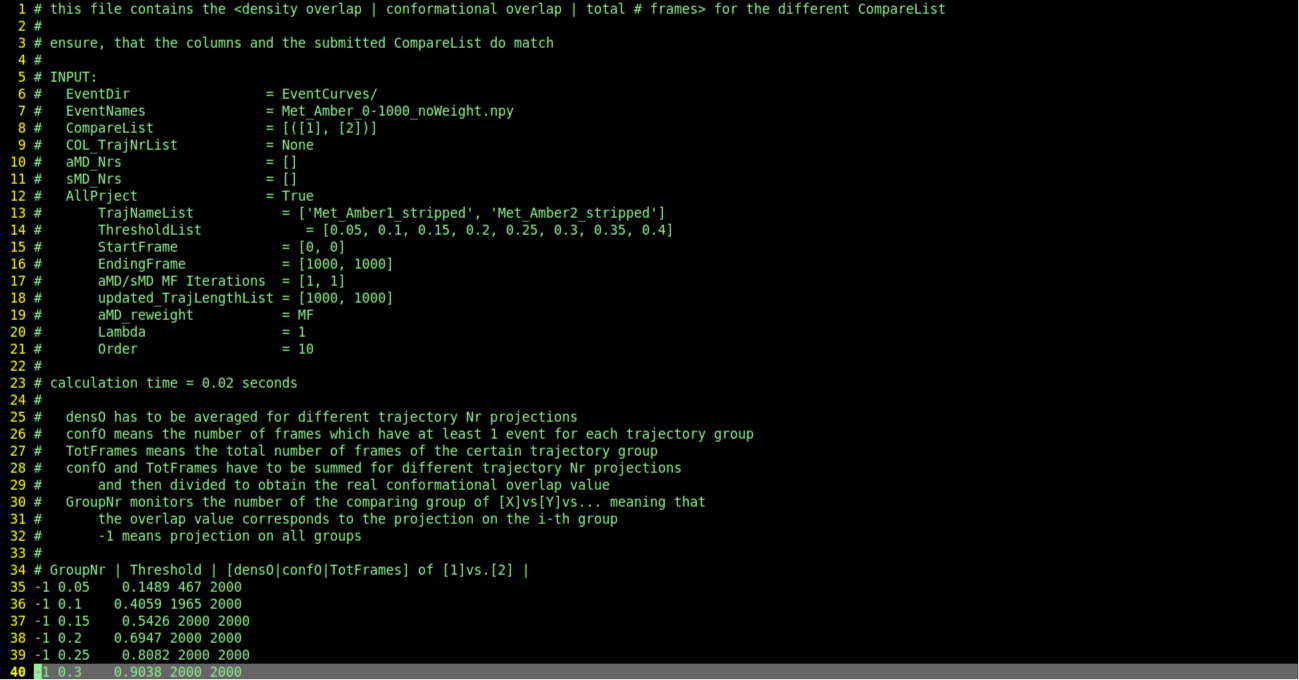 1 # this file contains the <density overlap | conformational overlap | total # frames> for the different CompareList
2 #
3 # ensure, that the columns and the submitted CompareList do match
4 #
5 # INPUT:
6 #   EventDir                 = EventCurves/
7 #   EventNames               = Met_Amber_0-1000_noWeight.npy
8 #   CompareList              = [([1], [2])]
9 #   COL_TrajNrList           = None
10 #   aMD_Nrs                  = []
11 #   sMD_Nrs                  = []
12 #   AllPrject                = True
13 #       TrajNameList           = ['Met_Amber1_stripped', 'Met_Amber2_stripped']
14 #       ThresholdList             = [0.05, 0.1, 0.15, 0.2, 0.25, 0.3, 0.35, 0.4]
15 #       StartFrame             = [0, 0]
16 #       EndingFrame            = [1000, 1000]
17 #       aMD/sMD MF Iterations  = [1, 1]
18 #       updated_TrajLengthList = [1000, 1000]
19 #       aMD_reweight           = MF
20 #       Lambda                 = 1
21 #       Order                  = 10
22 #
23 # calculation time = 0.02 seconds
24 #
25 #   densO has to be averaged for different trajectory Nr projections
26 #   confO means the number of frames which have at least 1 event for each trajectory group
27 #   TotFrames means the total number of frames of the certain trajectory group
28 #   confO and TotFrames have to be summed for different trajectory Nr projections
29 #       and then divided to obtain the real conformational overlap value
30 #   GroupNr monitors the number of the comparing group of [X]vs[Y]vs... meaning that
31 #       the overlap value corresponds to the projection on the i-th group
32 #       -1 means projection on all groups
33 #
34 # GroupNr | Threshold | [densO|confO|TotFrames] of [1]vs.[2] |
35 -1 0.05    0.1489 467 2000
36 -1 0.1    0.4059 1965 2000
37 -1 0.15    0.5426 2000 2000
38 -1 0.2    0.6947 2000 2000
39 -1 0.25    0.8082 2000 2000
40 -1 0.3    0.9038 2000 2000